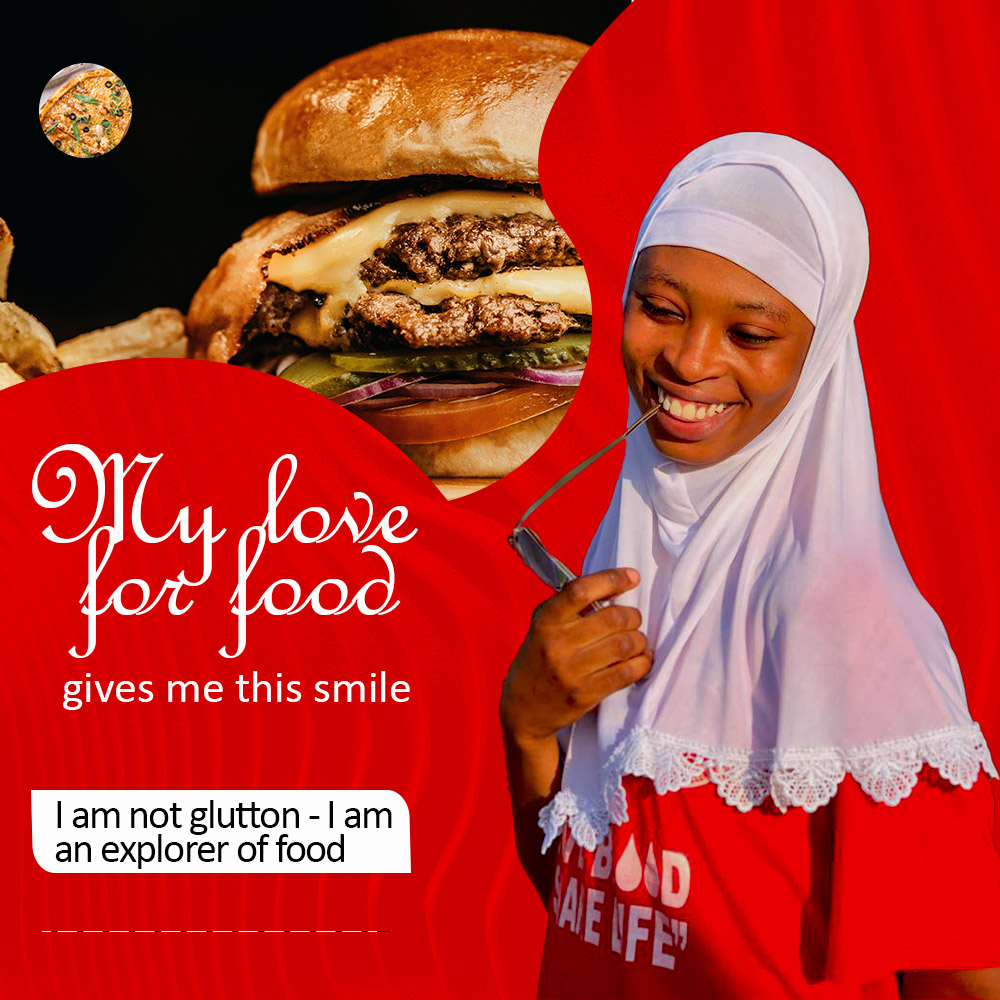 My love
for food
gives me this smile
I am not glutton - I am
an explorer of food